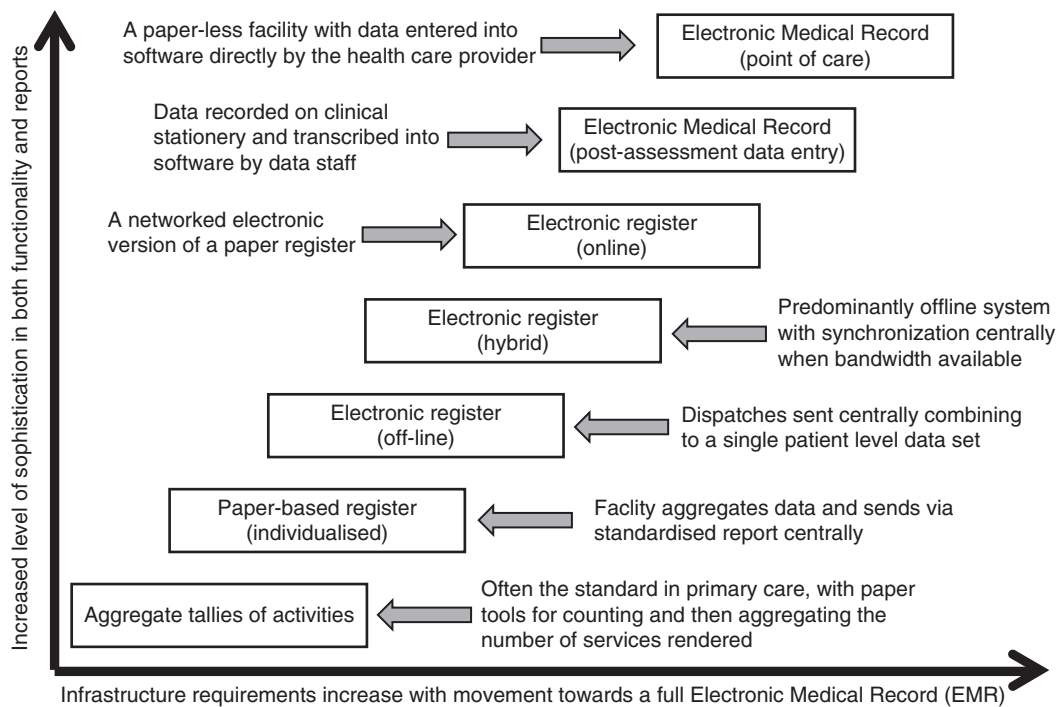 Increased level of sophistication in both functionality and reports
A paper-less facility with data entered into
software directly by the health care provider
Electronic Medical Record
(point of care)
Data recorded on clinical
stationery and transcribed into
software by data staff
Electronic Medical Record
(post-assessment data entry)
A networked electronic
version of a paper register
Electronic register
(online)
Electronic register
(hybrid)
Predominantly offline system
with synchronization centrally
when bandwidth available
Electronic register
(off-line)
Dispatches sent centrally combining
to a single patient level data set
Paper-based register
(individualised)
Faclity aggregates data and sends via
standardised report centrally
Aggregate tallies of activities
Often the standard in primary care, with paper
tools for counting and then aggregating the
number of services rendered
Infrastructure requirements increase with movement towards a full Electronic Medical Record (EMR)